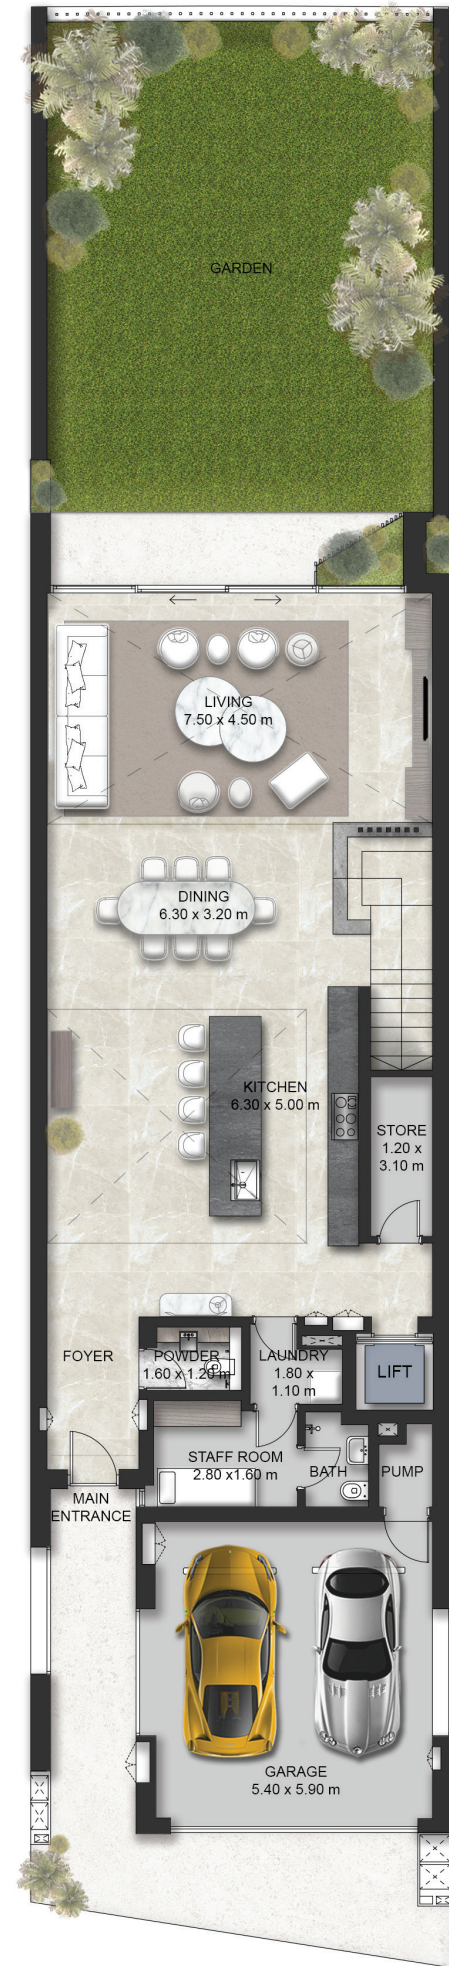 GARDEN
LIVING
7.50 x 4.50 m
DINING
6.30 x 3.20 m
KITCHEN
6.30 x 5.00 m
STORE
1.20 x
3.10 m
FOYER
POWDER
1.60 x 1.20 m
LAUNDRY
1.80 x
1.10 m
LIFT
STAFF ROOM
2.80 x1.60 m
BATH
PUMP
MAIN
ENTRANCE
GARAGE
5.40 x 5.90 m